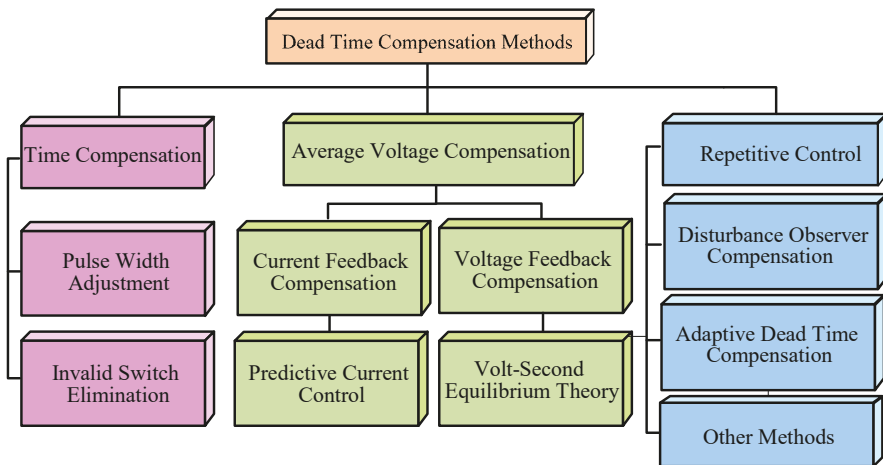 Dead Time Compensation Methods
Time Compensation
Pulse Width
Adjustment
Invalid Switch
Elimination
Average Voltage Compensation
Current Feedback
Compensation
Predictive Current
Control
Voltage Feedback
Compensation
Volt-Second
Equilibrium Theory
Repetitive Control
Disturbance Observer
Compensation
Adaptive Dead Time
Compensation
Other Methods